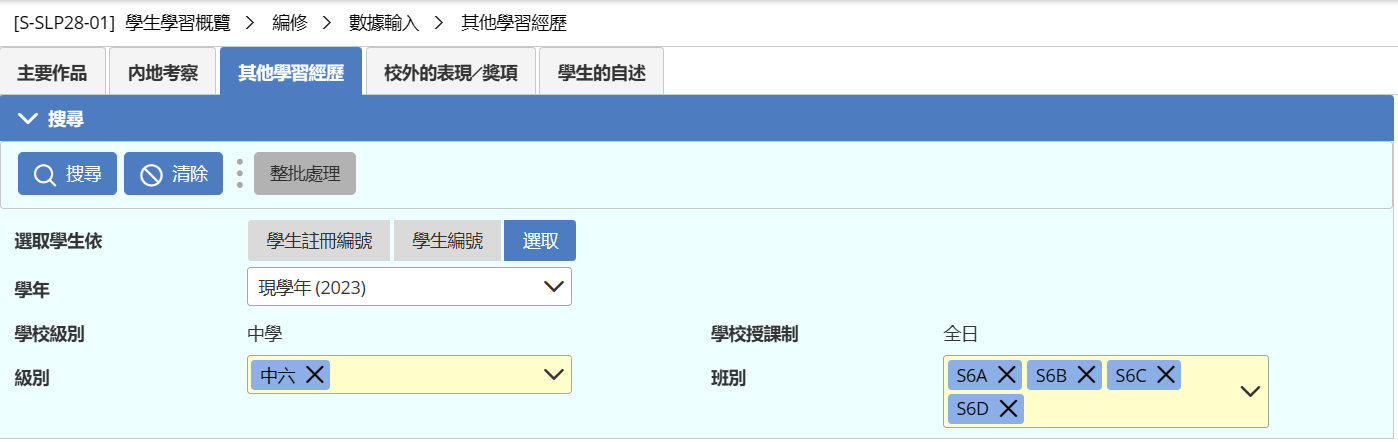 [S-SLP28-01] 學生學習概覽 > 編修 > 數據輸入 > 其他學習經歷
主要作品 內地考察 其他學習經歷 校外的表現/獎項 學生的自述
搜尋
搜尋 清除 整批處理
選取學生依 學生註冊編號 學生編號 選取
學年 現學年 (2023)
學校級別 中學 學校授課制 全日
級別 中六 班別 S6A S6B S6C
S6D